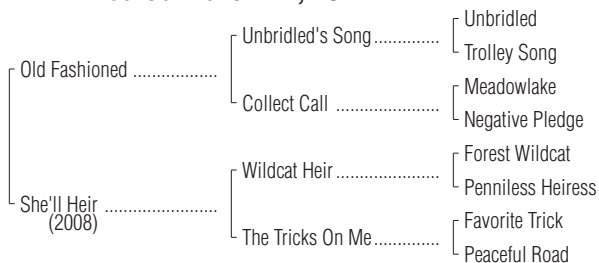 Unbridled
Unbridled's Song..............
Trolley Song
Old Fashioned ..................
Meadowlake
Collect Call ......................
Negative Pledge
Forest Wildcat
Wildcat Heir......................
Penniless Heiress
She'll Heir ........................
(2008)
Favorite Trick
The Tricks On Me..............
Peaceful Road